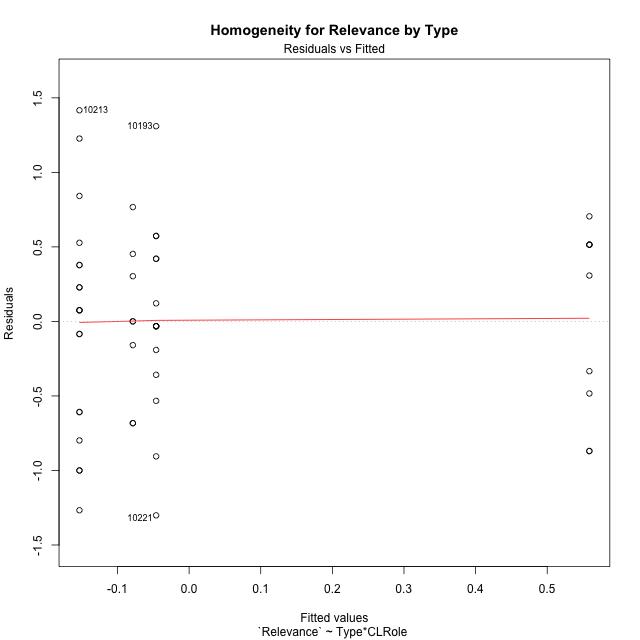 Homogeneity for Relevance by Type
Residuals vs Fitted
1.5
1.0
0.5
0.0
-0.5
-1.0
-1.5
Residuals
10213
10193
10221
-0.1 0.0 0.1 0.2 0.3 0.4 0.5
Fitted values
`Relevance` ~ Type*CLRole